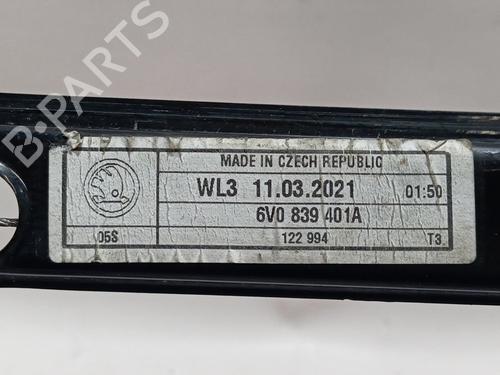 B-PARTS
MADE IN CZECH REPUBLIC
WL3 11.03.2021 01:50
6V0 839 401A
05S 122 994 T3